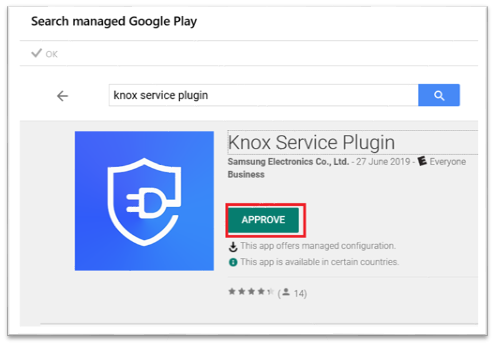 Search managed Google Play
OK
knox service plugin
Knox Service Plugin
Samsung Electronics Co., Ltd. - 27 June 2019 - E Everyone
Business
APPROVE
This app offers managed configuration.
This app is available in certain countries.
( 14)